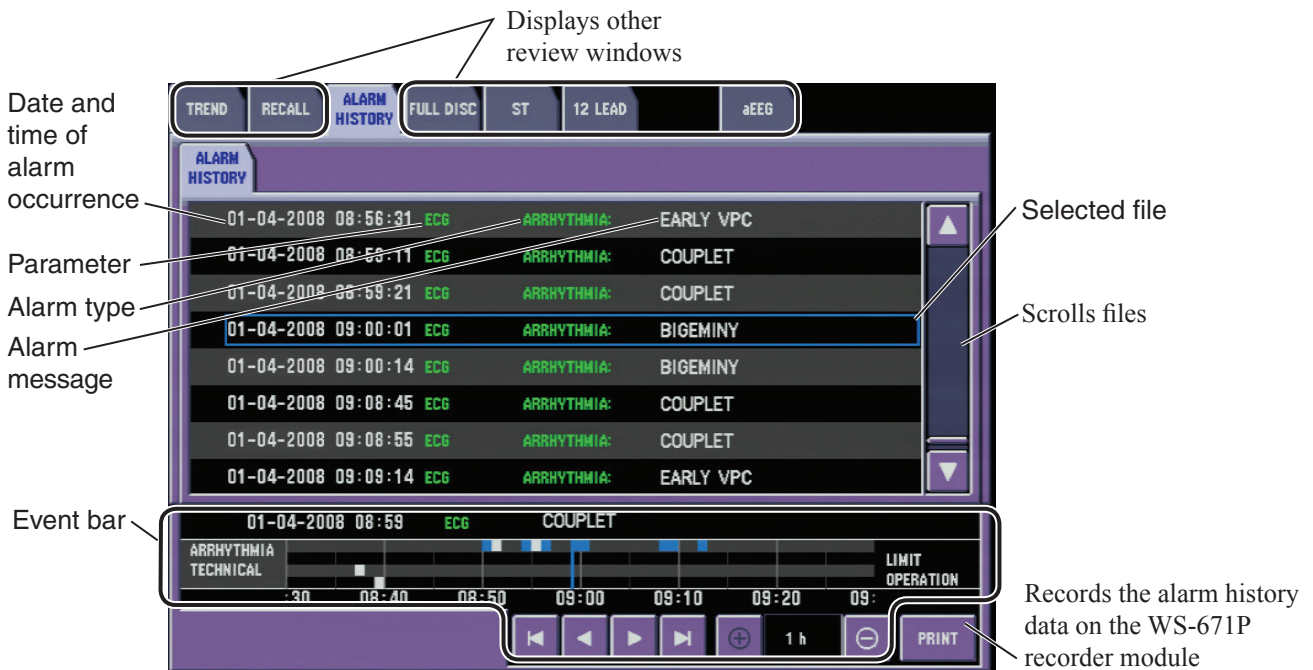 Displays other
review windows
Date and
time of
alarm
occurrence
Parameter
Alarm type
Alarm
message
Event bar
TREND RECALL ALARM HISTORY FULL DISC ST 12 LEAD aEEG
ALARM
HISTORY
01-04-2008 08:56:31 ECG ARRHYTHMIA: EARLY VPC
01-04-2008 08:59:11 ECG ARRHYTHMIA: COUPLET
01-04-2008 08:59:21 ECG ARRHYTHMIA: COUPLET
01-04-2008 09:00:01 ECG ARRHYTHMIA: BIGEMINY
01-04-2008 09:00:14 ECG ARRHYTHMIA: BIGEMINY
01-04-2008 09:08:45 ECG ARRHYTHMIA: COUPLET
01-04-2008 09:08:55 ECG ARRHYTHMIA: COUPLET
01-04-2008 09:09:14 ECG ARRHYTHMIA: EARLY VPC
01-04-2008 08:59 ECG COUPLET
ARRHYTHMIA
TECHNICAL
LIMIT
OPERATION
:30 08:40 08:50 09:00 09:10 09:20 09:
1 h PRINT
Selected file
Scrolls files
Records the alarm history
data on the WS-671P
recorder module